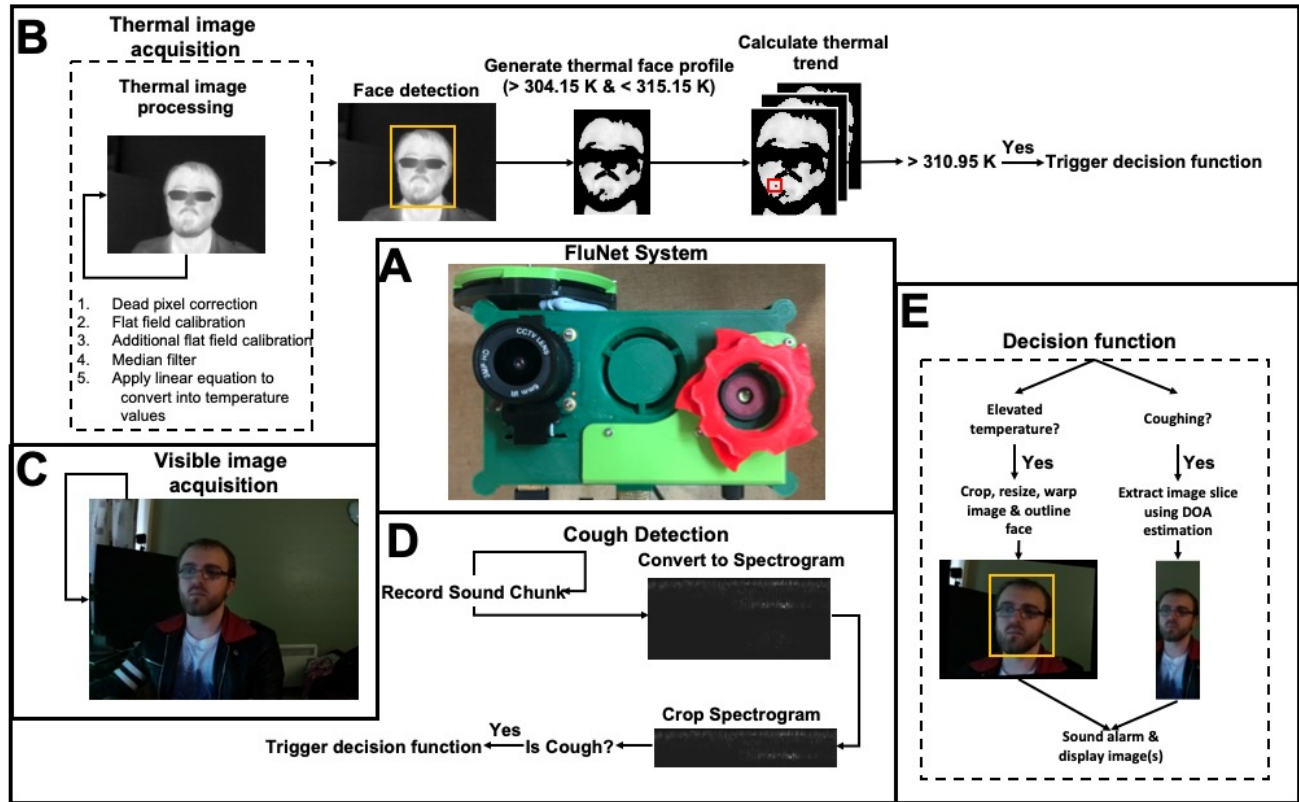 B
Thermal image
acquisition
Thermal image
processing
1. Dead pixel correction
2. Flat field calibration
3. Additional flat field calibration
4. Median filter
5. Apply linear equation to
convert into temperature
values
Face detection
Generate thermal face profile
(> 304.15 K & < 315.15 K)
Calculate thermal
trend
> 310.95 K
Yes
Trigger decision function
A
FluNet System
CCTV LENS
6mm IR
3MP HD
C
Visible image
acquisition
D
Cough Detection
Record Sound Chunk
Convert to Spectrogram
Crop Spectrogram
Is Cough?
Yes
Trigger decision function
E
Decision function
Elevated
temperature?
Yes
Crop, resize, warp
image & outline
face
Coughing?
Yes
Extract image slice
using DOA
estimation
Sound alarm &
display image(s)